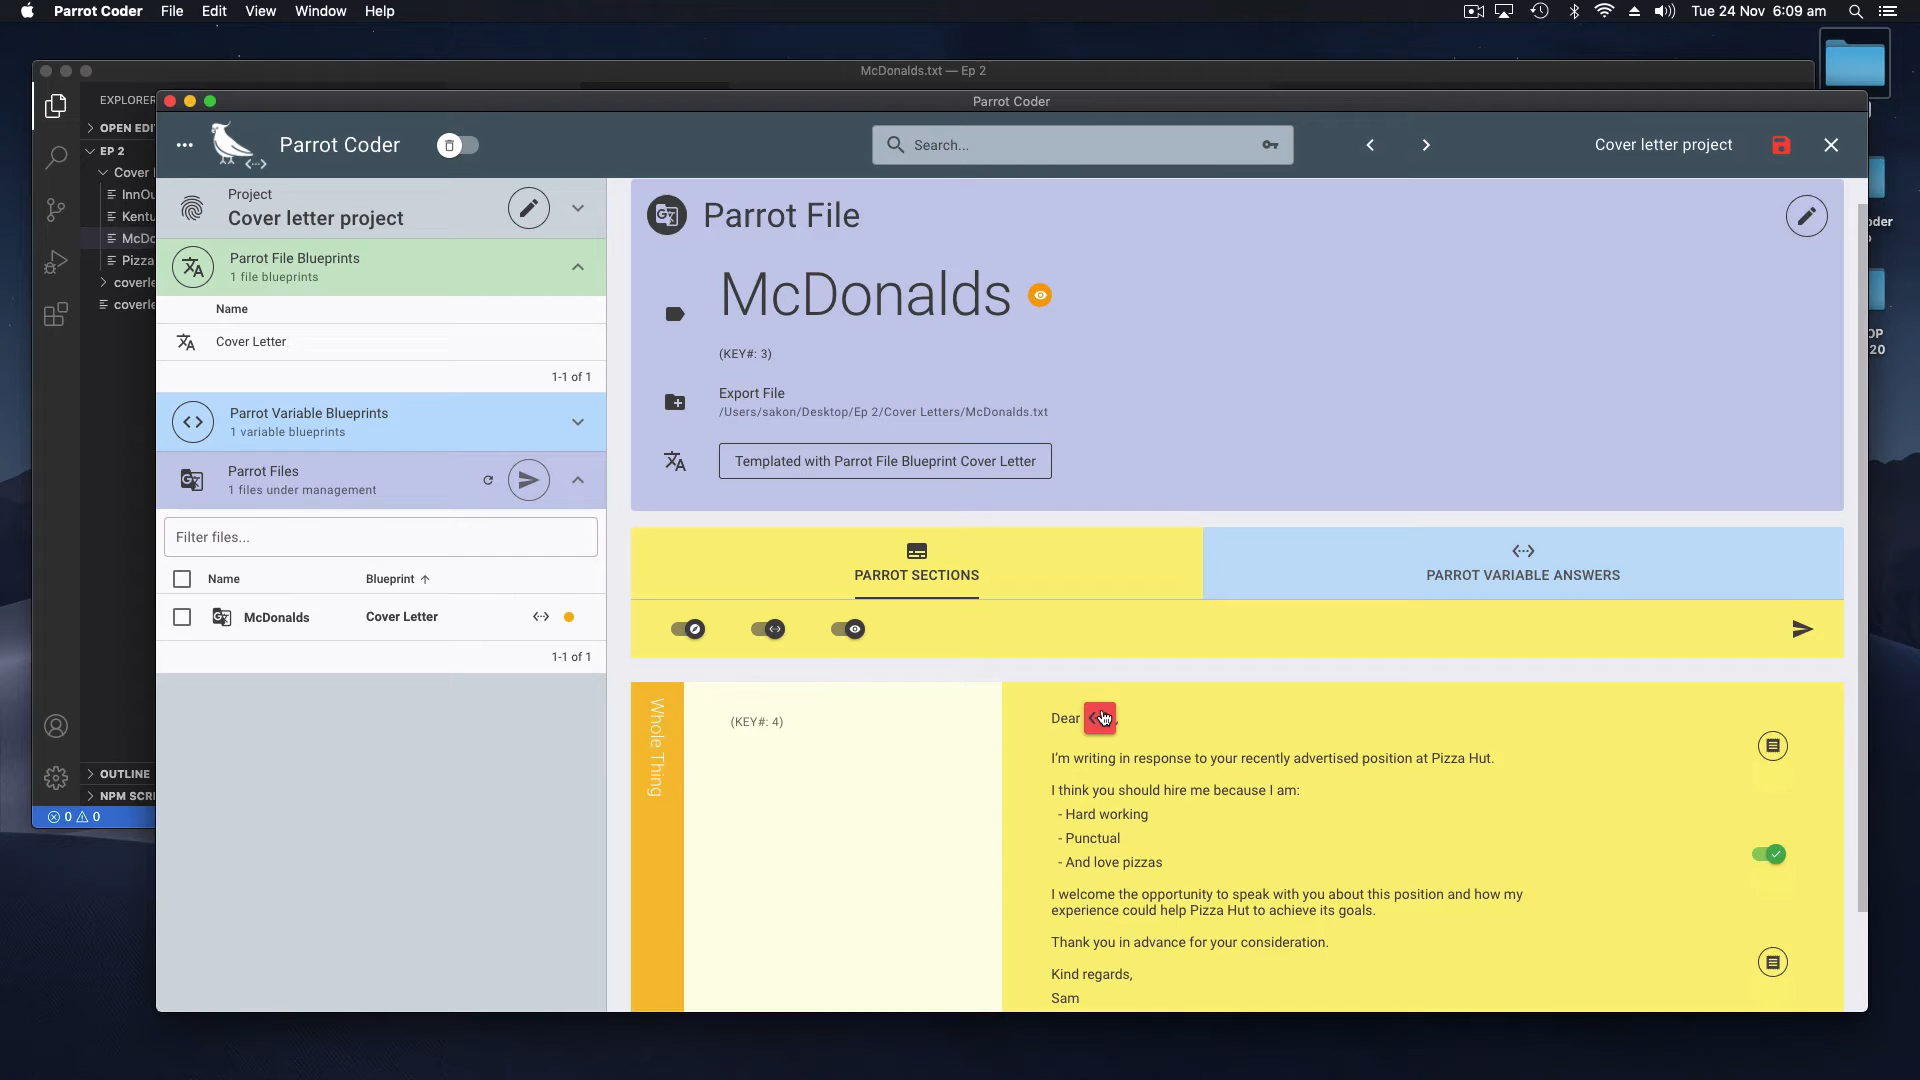 Parrot Coder File Edit View Window Help
Tue 24 Nov 6:09 am
McDonalds.txt — Ep 2
EXPLORER
OPEN EDI
EP 2
Cover
InnOu
Kentu
McDo
Pizza
coverle
coverle
OUTLINE
NPM SCRI
0 0
Parrot Coder
Parrot Coder
Search...
Cover letter project
Project
Cover letter project
Parrot File Blueprints
1 file blueprints
Name
Cover Letter
1-1 of 1
Parrot Variable Blueprints
1 variable blueprints
Parrot Files
1 files under management
Filter files...
Name Blueprint
McDonalds Cover Letter
1-1 of 1
Parrot File
McDonalds
(KEY#: 3)
Export File
/Users/sakon/Desktop/Ep 2/Cover Letters/McDonalds.txt
Templated with Parrot File Blueprint Cover Letter
PARROT SECTIONS
PARROT VARIABLE ANSWERS
Whole Thing
(KEY#: 4)
Dear ,
I'm writing in response to your recently advertised position at Pizza Hut.
I think you should hire me because I am:
- Hard working
- Punctual
- And love pizzas
I welcome the opportunity to speak with you about this position and how my
experience could help Pizza Hut to achieve its goals.
Thank you in advance for your consideration.
Kind regards,
Sam
oder
OP
20